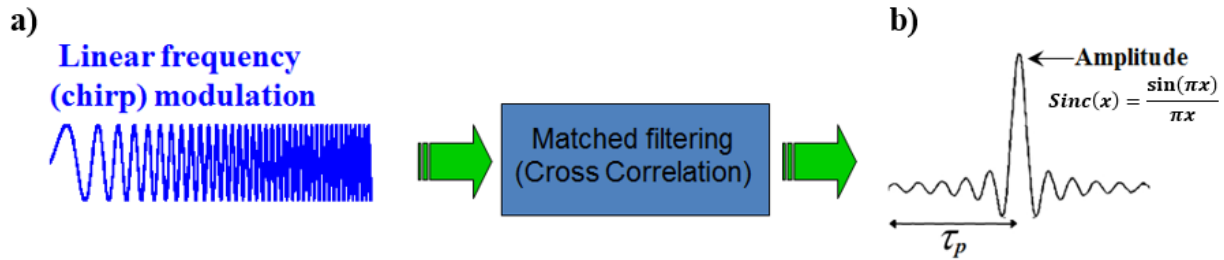 a)
Linear frequency
(chirp) modulation
Matched filtering
(Cross Correlation)
b)
Amplitude
Sinc(x) = sin(πx) / πx
τp